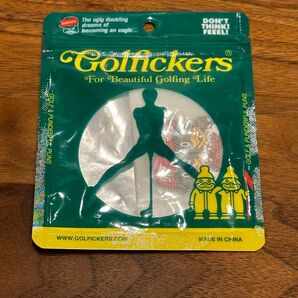 The ugly duckling
dreams of
becoming an eagle...
DON'T
THINK!
FEEEL!
Golfickers®
For Beautiful Golfing Life
WWW.GOLFICKERS.COM
MADE IN CHINA